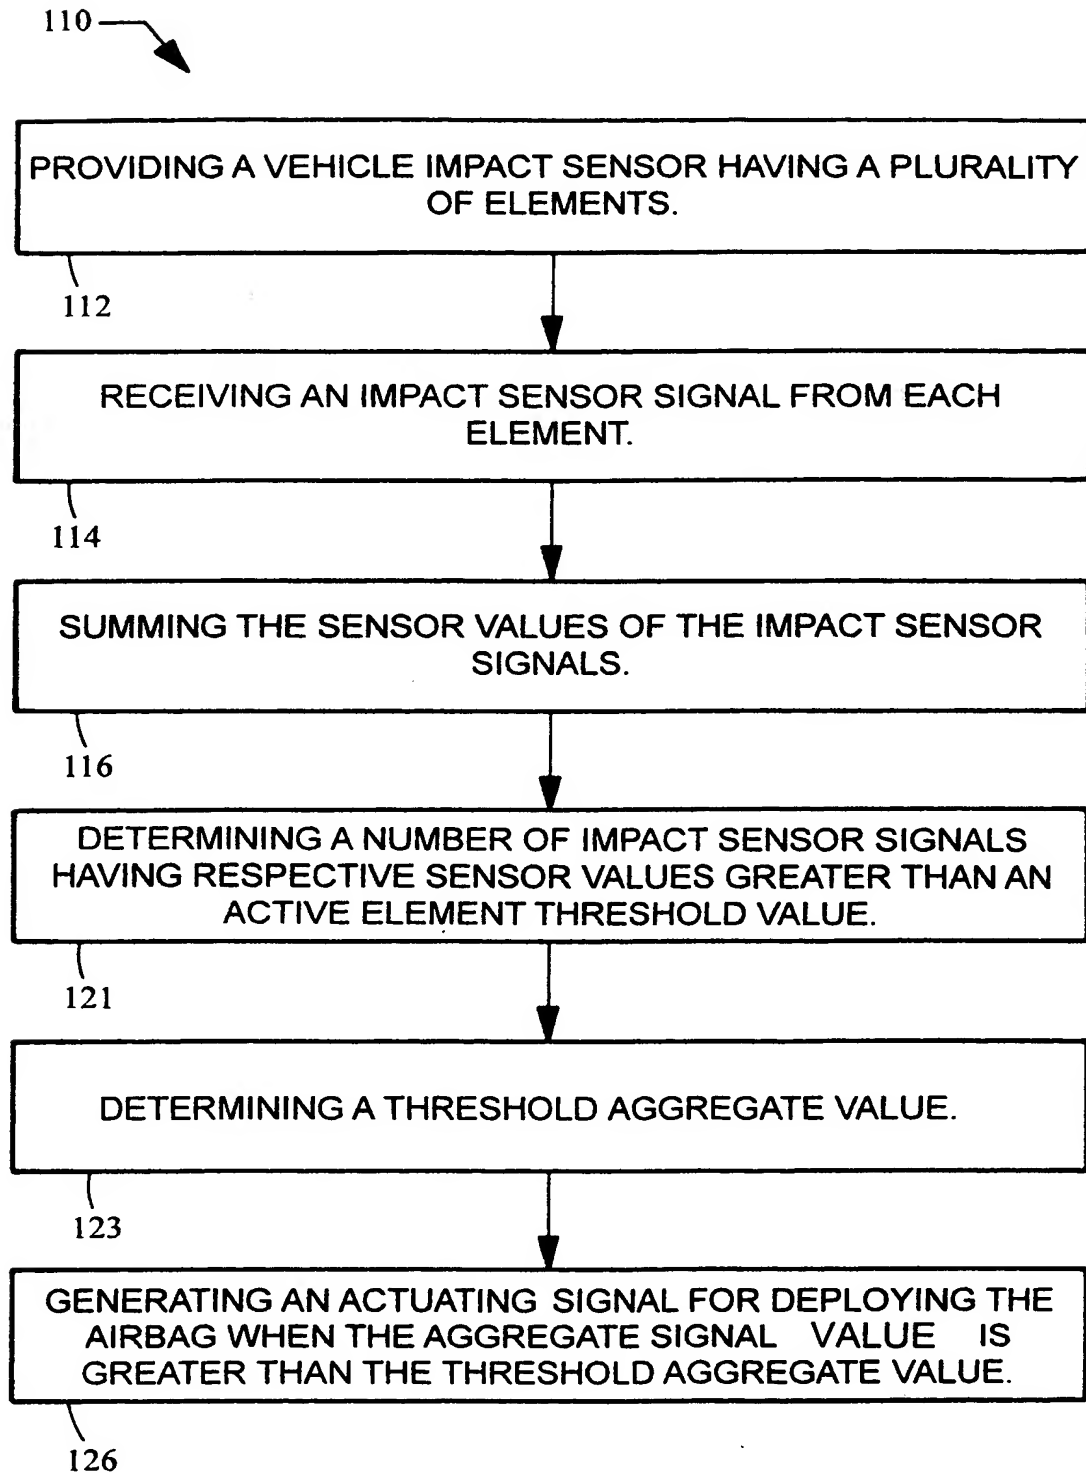 110
PROVIDING A VEHICLE IMPACT SENSOR HAVING A PLURALITY
OF ELEMENTS.
112
RECEIVING AN IMPACT SENSOR SIGNAL FROM EACH
ELEMENT.
114
SUMMING THE SENSOR VALUES OF THE IMPACT SENSOR
SIGNALS.
116
DETERMINING A NUMBER OF IMPACT SENSOR SIGNALS
HAVING RESPECTIVE SENSOR VALUES GREATER THAN AN
ACTIVE ELEMENT THRESHOLD VALUE.
121
DETERMINING A THRESHOLD AGGREGATE VALUE.
123
GENERATING AN ACTUATING SIGNAL FOR DEPLOYING THE
AIRBAG WHEN THE AGGREGATE SIGNAL VALUE IS
GREATER THAN THE THRESHOLD AGGREGATE VALUE.
126